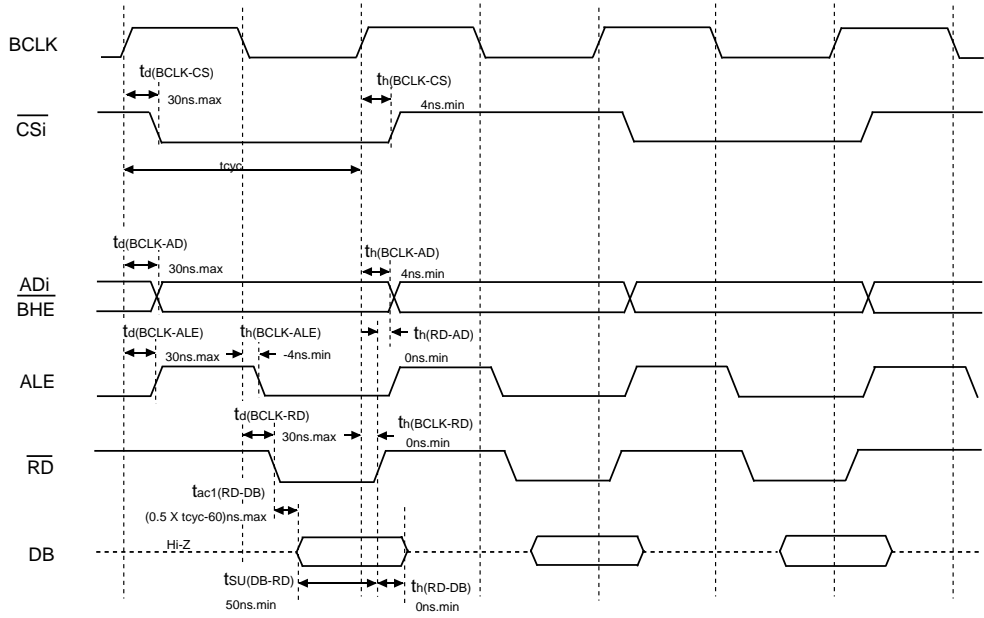 BCLK
td(BCLK-CS)
30ns.max
th(BCLK-CS)
4ns.min
CSi
tcyc
td(BCLK-AD)
30ns.max
th(BCLK-AD)
4ns.min
ADi
BHE
td(BCLK-ALE)
30ns.max
th(BCLK-ALE)
-4ns.min
th(RD-AD)
0ns.min
ALE
td(BCLK-RD)
30ns.max
th(BCLK-RD)
0ns.min
RD
tac1(RD-DB)
(0.5 X tcyc-60)ns.max
Hi-Z
DB
tSU(DB-RD)
50ns.min
th(RD-DB)
0ns.min